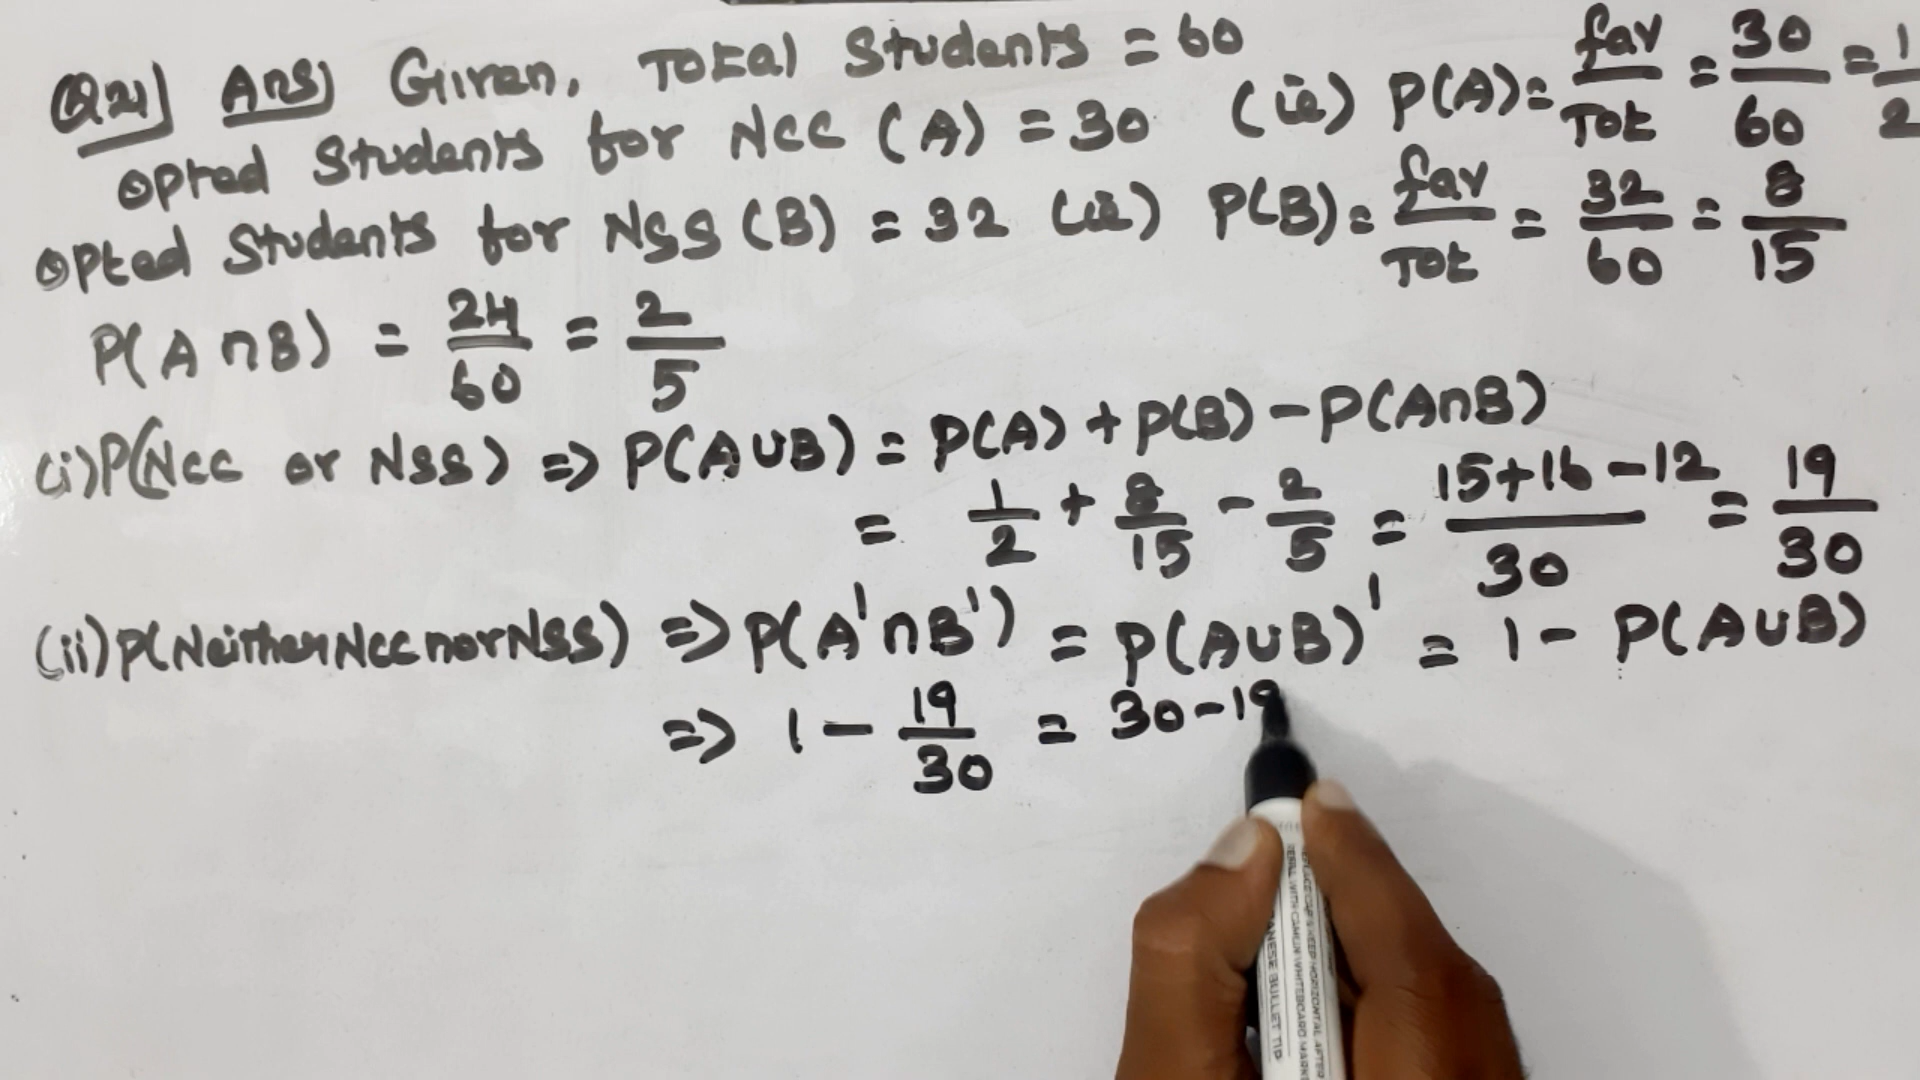 Q21) Ans) Given, Total Students = 60
Opted Students for NCC (A) = 30 (ie) P(A) = fav/Tot = 30/60 = 1/2
Opted Students for NSS (B) = 32 (ie) P(B) = fav/Tot = 32/60 = 8/15
P(A∩B) = 24/60 = 2/5
(i) P(NCC or NSS) => P(A∪B) = P(A) + P(B) - P(A∩B)
= 1/2 + 8/15 - 2/5 = 15+16-12/30 = 19/30
(ii) P(Neither NCC nor NSS) => P(A'∩B') = P(A∪B)' = 1 - P(A∪B)
=> 1 - 19/30 = 30-19